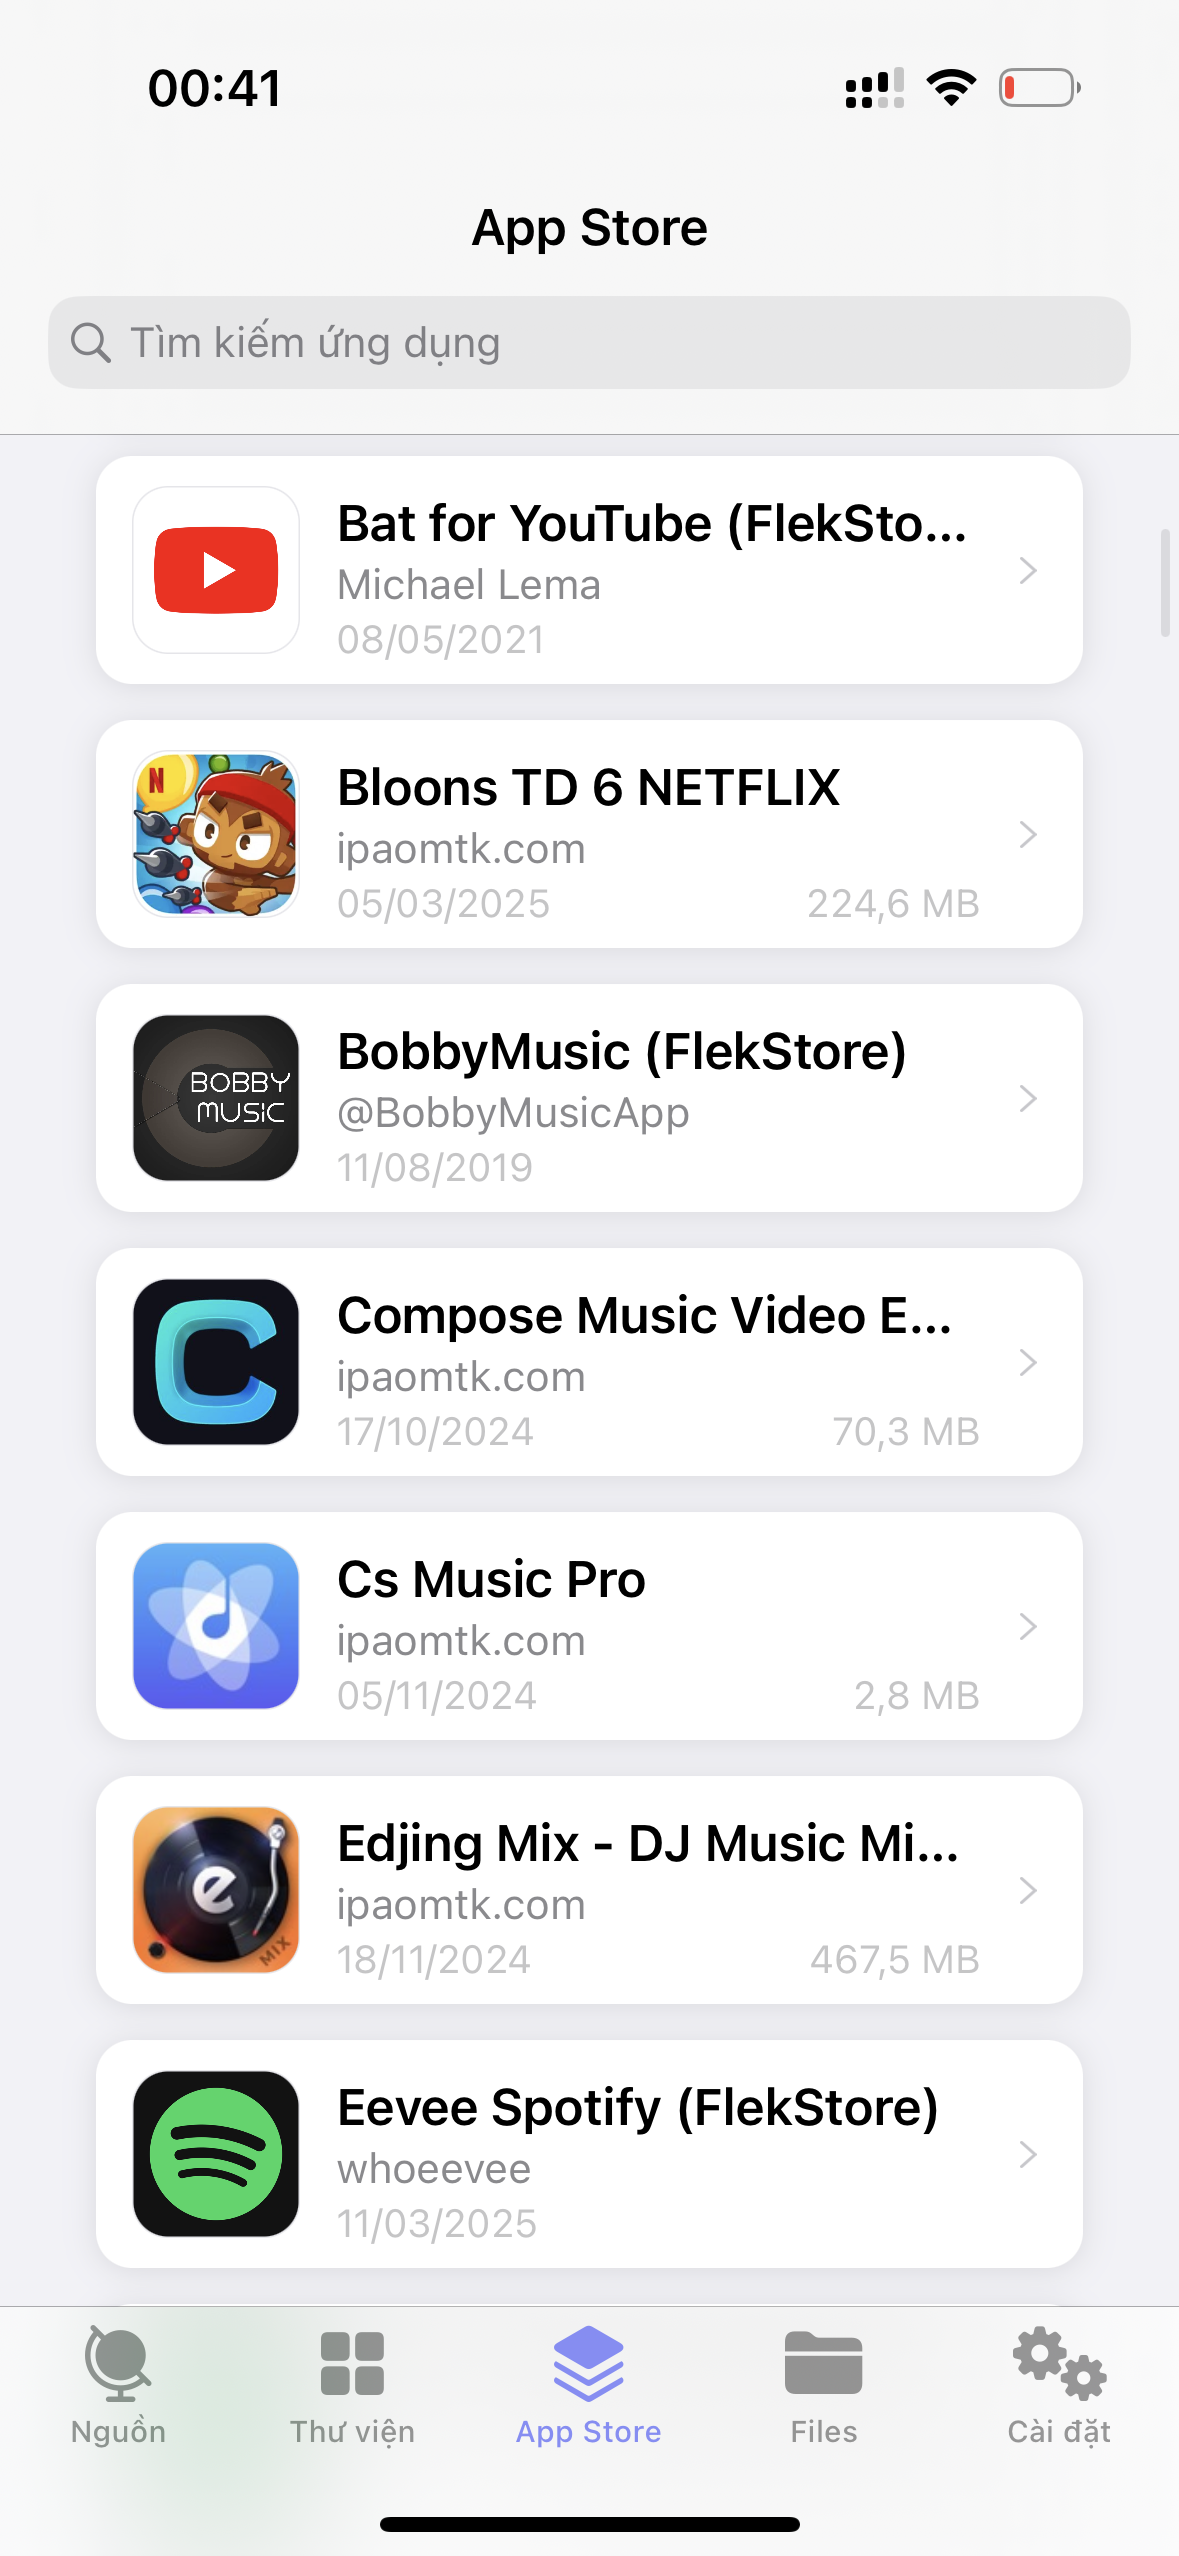 00:41
App Store
Tìm kiếm ứng dụng
Bat for YouTube (FlekSto...
Michael Lema
08/05/2021
N
Bloons TD 6 NETFLIX
ipaomtk.com
05/03/2025
224,6 MB
BOBBY
MUSIC
BobbyMusic (FlekStore)
@BobbyMusicApp
11/08/2019
Compose Music Video E...
ipaomtk.com
17/10/2024
70,3 MB
Cs Music Pro
ipaomtk.com
05/11/2024
2,8 MB
e
MIX
Edjing Mix - DJ Music Mi...
ipaomtk.com
18/11/2024
467,5 MB
Eevee Spotify (FlekStore)
whoeevee
11/03/2025
Nguồn
Thư viện
App Store
Files
Cài đặt